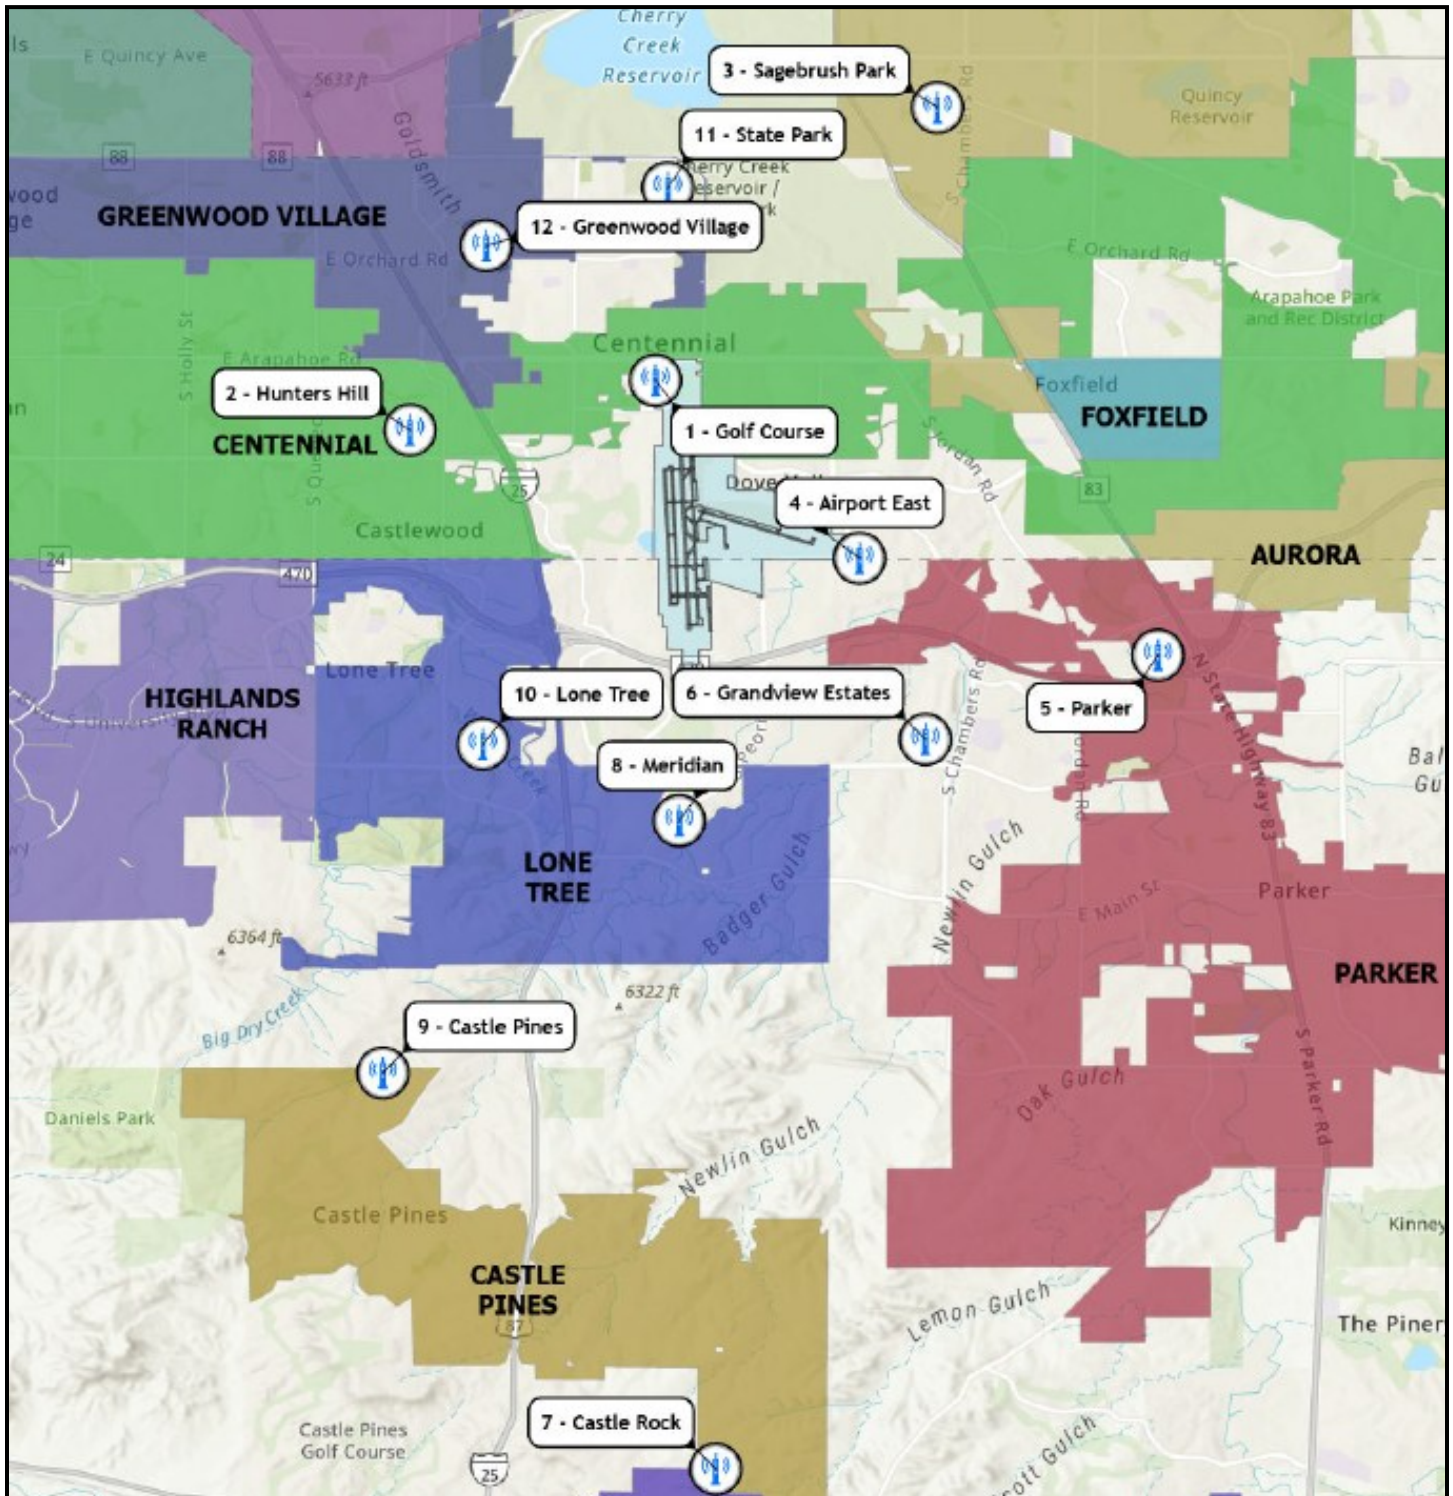 Cherry
Creek
Reservoir
ls
E Quincy Ave
5633 ft
3 - Sagebrush Park
S Chambers Rd
Quincy
Reservoir
Goldsmith
11 - State Park
88
88
GREENWOOD VILLAGE
12 - Greenwood Village
E Orchard Rd
E Orchard Rd
Arapahoe Park
and Rec District
S Holly St
E Arapahoe Rd
Centennial
2 - Hunters Hill
CENTENNIAL
1 - Golf Course
Foxfield
FOXFIELD
S Jordan Rd
25
83
4 - Airport East
Castlewood
AURORA
24
470
Lone Tree
HIGHLANDS
RANCH
10 - Lone Tree
6 - Grandview Estates
5 - Parker
N State Highway 83
S Chambers Rd
8 - Meridian
LONE
TREE
Badger Gulch
Newlin Gulch
E Main St
Parker
PARKER
6364 ft
6322 ft
Big Dry Creek
9 - Castle Pines
Daniels Park
Oak Gulch
S Parker Rd
Newlin Gulch
Castle Pines
CASTLE
PINES
87
Lemon Gulch
Kinney
The Piner
7 - Castle Rock
Castle Pines
Golf Course
25